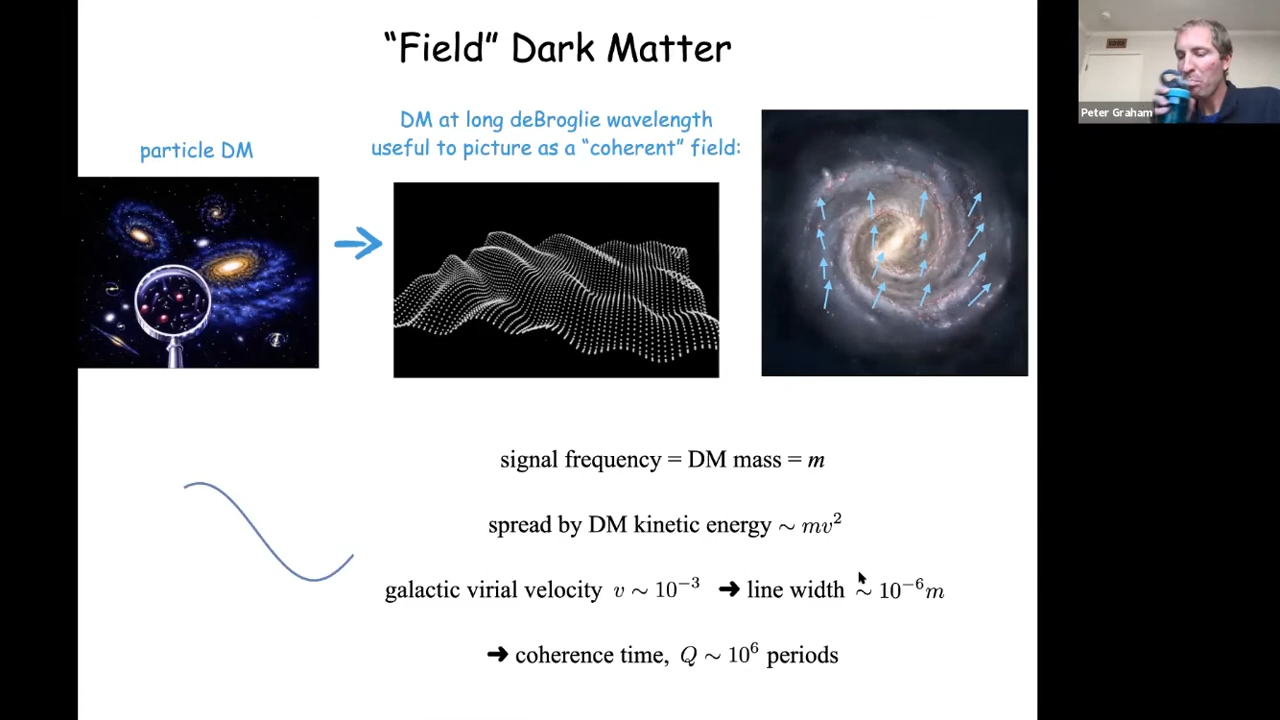 “Field” Dark Matter
particle DM
DM at long deBroglie wavelength
useful to picture as a “coherent” field:
signal frequency = DM mass = m
spread by DM kinetic energy ∼ mv²
galactic virial velocity v ∼ 10⁻³ ➜ line width ∼ 10⁻⁶m
➜ coherence time, Q ∼ 10⁶ periods
Peter Graham